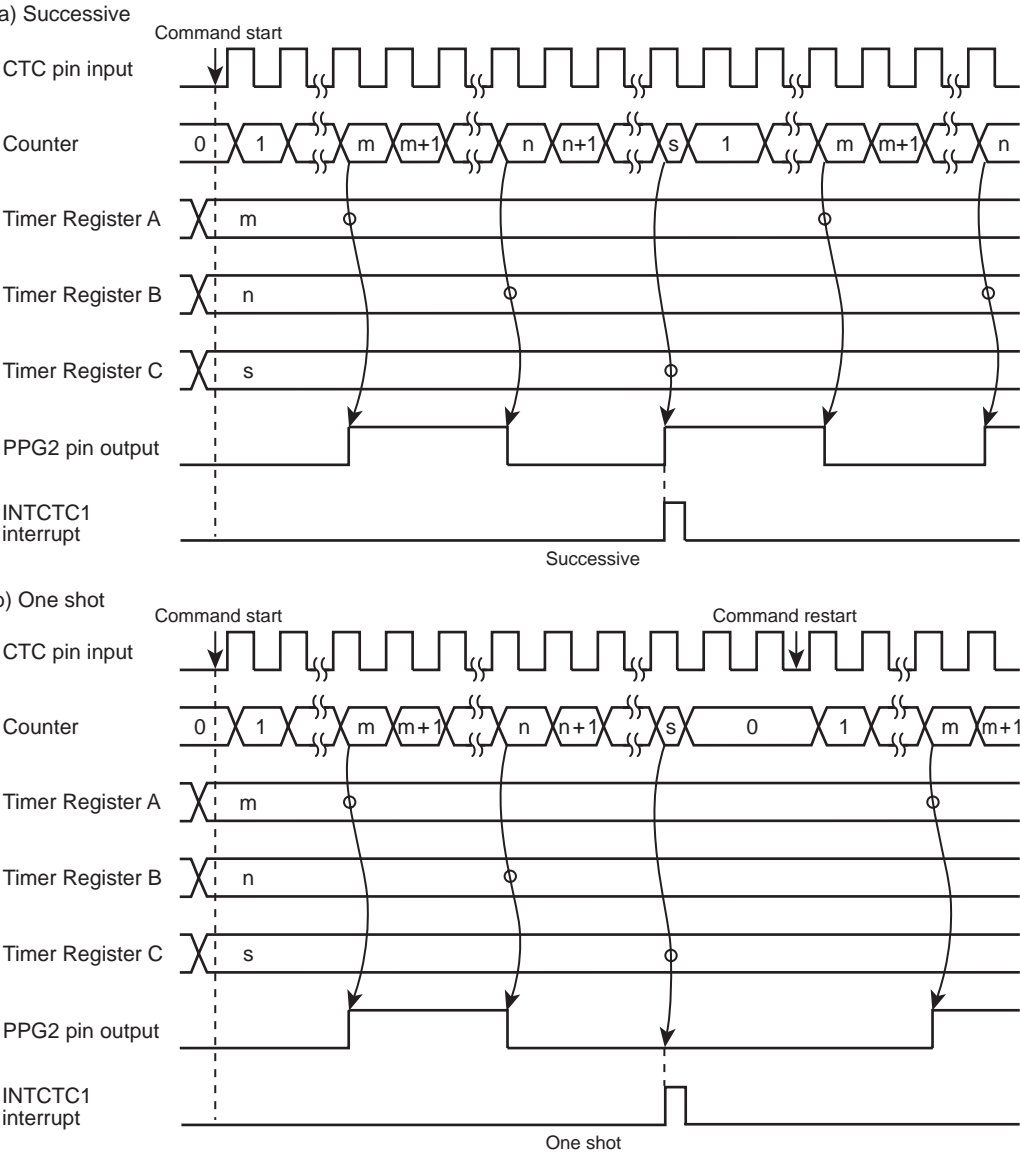 a) Successive
Command start
CTC pin input
Counter 0 1 m m+1 n n+1 s 1 m m+1 n
Timer Register A m
Timer Register B n
Timer Register C s
PPG2 pin output
INTCTC1
interrupt
Successive
b) One shot
Command start Command restart
CTC pin input
Counter 0 1 m m+1 n n+1 s 0 1 m m+1
Timer Register A m
Timer Register B n
Timer Register C s
PPG2 pin output
INTCTC1
interrupt
One shot